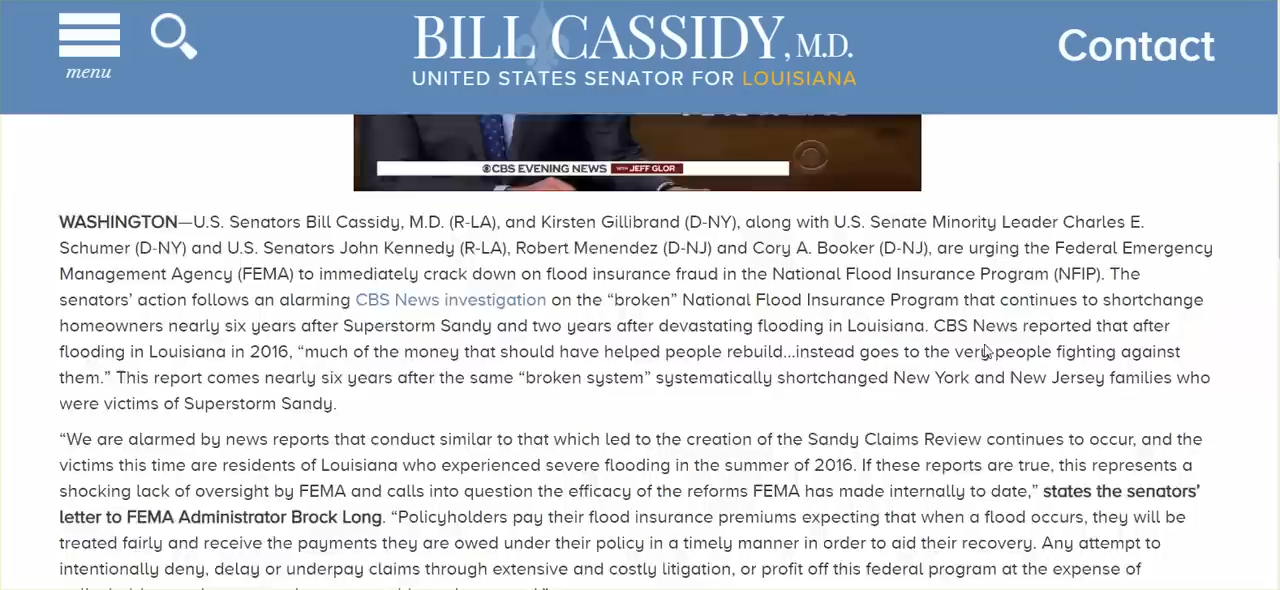 menu
BILL CASSIDY, M.D.
UNITED STATES SENATOR FOR LOUISIANA
Contact
CBS EVENING NEWS WITH JEFF GLOR
WASHINGTON—U.S. Senators Bill Cassidy, M.D. (R-LA), and Kirsten Gillibrand (D-NY), along with U.S. Senate Minority Leader Charles E.
Schumer (D-NY) and U.S. Senators John Kennedy (R-LA), Robert Menendez (D-NJ) and Cory A. Booker (D-NJ), are urging the Federal Emergency
Management Agency (FEMA) to immediately crack down on flood insurance fraud in the National Flood Insurance Program (NFIP). The
senators’ action follows an alarming CBS News investigation on the “broken” National Flood Insurance Program that continues to shortchange
homeowners nearly six years after Superstorm Sandy and two years after devastating flooding in Louisiana. CBS News reported that after
flooding in Louisiana in 2016, “much of the money that should have helped people rebuild...instead goes to the very people fighting against
them.” This report comes nearly six years after the same “broken system” systematically shortchanged New York and New Jersey families who
were victims of Superstorm Sandy.
“We are alarmed by news reports that conduct similar to that which led to the creation of the Sandy Claims Review continues to occur, and the
victims this time are residents of Louisiana who experienced severe flooding in the summer of 2016. If these reports are true, this represents a
shocking lack of oversight by FEMA and calls into question the efficacy of the reforms FEMA has made internally to date,” states the senators’
letter to FEMA Administrator Brock Long. “Policyholders pay their flood insurance premiums expecting that when a flood occurs, they will be
treated fairly and receive the payments they are owed under their policy in a timely manner in order to aid their recovery. Any attempt to
intentionally deny, delay or underpay claims through extensive and costly litigation, or profit off this federal program at the expense of